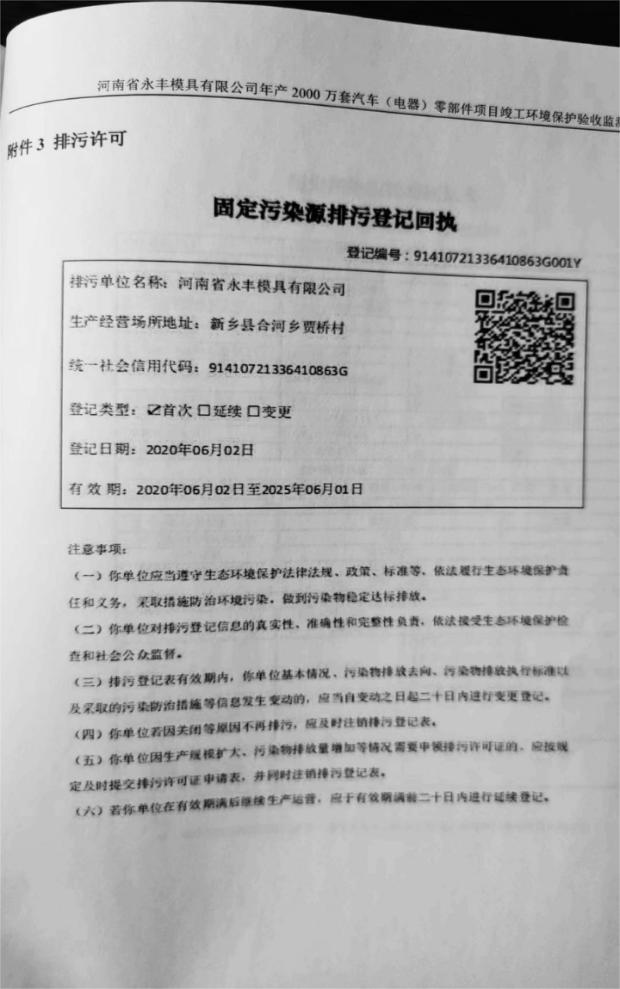 河南省永丰模具有限公司年产 2000 万套汽车（电器）零部件项目竣工环境保护验收监测
附件 3 排污许可
固定污染源排污登记回执
登记编号：91410721336410863G001Y
排污单位名称：河南省永丰模具有限公司
生产经营场所地址：新乡县合河乡贾桥村
统一社会信用代码：91410721336410863G
登记类型：☑首次 □延续 □变更
登记日期：2020年06月02日
有 效 期：2020年06月02日至2025年06月01日
注意事项：
（一）你单位应当遵守生态环境保护法律法规、政策、标准等，依法履行生态环境保护责
任和义务，采取措施防治环境污染，做到污染物稳定达标排放。
（二）你单位对排污登记信息的真实性、准确性和完整性负责，依法接受生态环境保护检
查和社会公众监督。
（三）排污登记表有效期内，你单位基本情况、污染物排放去向、污染物排放执行标准以
及采取的污染防治措施等信息发生变动的，应当自变动之日起二十日内进行变更登记。
（四）你单位若因关闭等原因不再排污，应及时注销排污登记表。
（五）你单位因生产规模扩大、污染物排放量增加等情况需要申领排污许可证的，应按规
定及时提交排污许可证申请表，并同时注销排污登记表。
（六）若你单位在有效期满后继续生产运营，应于有效期满前二十日内进行延续登记。